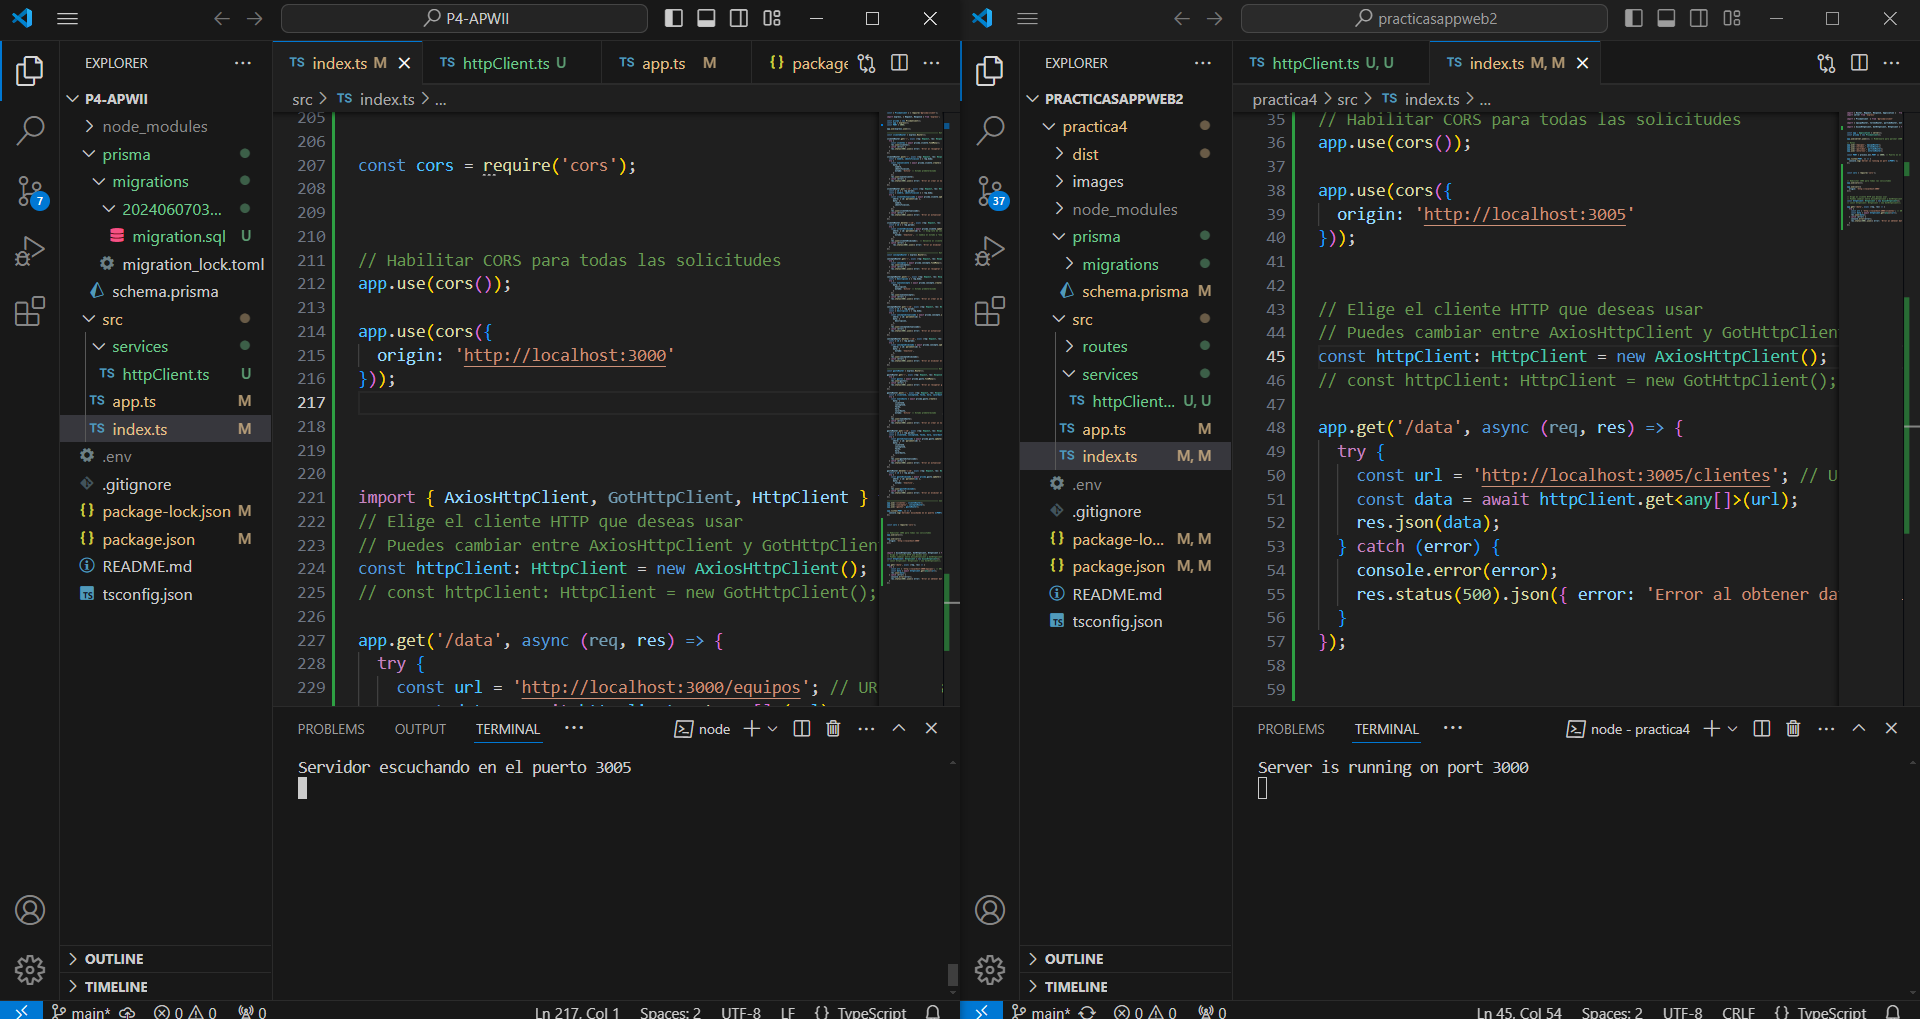 P4-APWII
EXPLORER
P4-APWII
node_modules
prisma
migrations
2024060703...
migration.sql U
migration_lock.toml
schema.prisma
src
services
TS httpClient.ts U
TS app.ts M
TS index.ts M
.env
.gitignore
{} package-lock.json M
{} package.json M
README.md
TS tsconfig.json
OUTLINE
TIMELINE
7
TS index.ts M
TS httpClient.ts U
TS app.ts M
{} package
src > TS index.ts > ...
205
206
207 const cors = require('cors');
208
209
210
211 // Habilitar CORS para todas las solicitudes
212 app.use(cors());
213
214 app.use(cors({
215 origin: 'http://localhost:3000'
216 }));
217
218
219
220
221 import { AxiosHttpClient, GotHttpClient, HttpClient }
222 // Elige el cliente HTTP que deseas usar
223 // Puedes cambiar entre AxiosHttpClient y GotHttpClien
224 const httpClient: HttpClient = new AxiosHttpClient();
225 // const httpClient: HttpClient = new GotHttpClient();
226
227 app.get('/data', async (req, res) => {
228 try {
229 const url = 'http://localhost:3000/equipos'; // UR
PROBLEMS OUTPUT TERMINAL ... node
Servidor escuchando en el puerto 3005
main* 0 0 0 Ln 217, Col 1 Spaces: 2 UTF-8 LF {} TypeScript
practicasappweb2
EXPLORER
PRACTICASAPPWEB2
practica4
dist
images
node_modules
prisma
migrations
schema.prisma M
src
routes
services
TS httpClient... U, U
TS app.ts M
TS index.ts M, M
.env
.gitignore
{} package-lo... M, M
{} package.json M, M
README.md
TS tsconfig.json
OUTLINE
TIMELINE
37
TS httpClient.ts U, U
TS index.ts M, M
practica4 > src > TS index.ts > ...
35 // Habilitar CORS para todas las solicitudes
36 app.use(cors());
37
38 app.use(cors({
39 origin: 'http://localhost:3005'
40 }));
41
42
43 // Elige el cliente HTTP que deseas usar
44 // Puedes cambiar entre AxiosHttpClient y GotHttpClien
45 const httpClient: HttpClient = new AxiosHttpClient();
46 // const httpClient: HttpClient = new GotHttpClient();
47
48 app.get('/data', async (req, res) => {
49 try {
50 const url = 'http://localhost:3005/clientes'; // U
51 const data = await httpClient.get<any[]>(url);
52 res.json(data);
53 } catch (error) {
54 console.error(error);
55 res.status(500).json({ error: 'Error al obtener da
56 }
57 });
58
59
PROBLEMS TERMINAL ... node - practica4
Server is running on port 3000
main* 0 0 0 Ln 45, Col 54 Spaces: 2 UTF-8 CRLF {} TypeScript